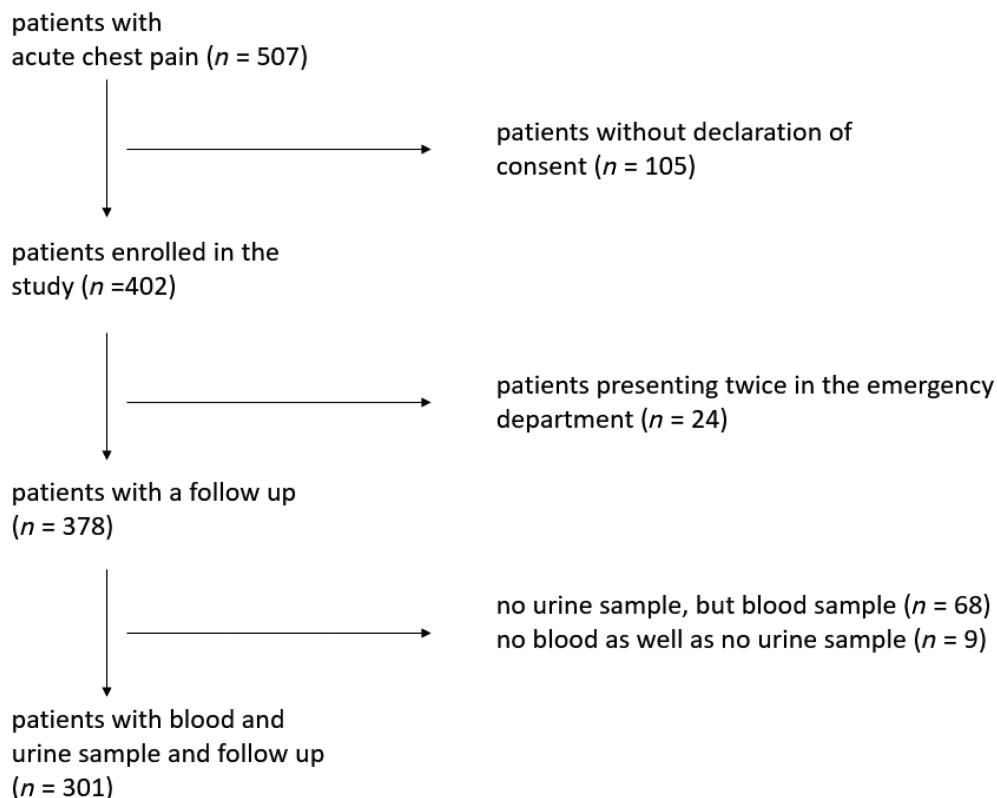 patients with
acute chest pain (n = 507)
patients without declaration of
consent (n = 105)
patients enrolled in the
study (n =402)
patients presenting twice in the emergency
department (n = 24)
patients with a follow up
(n = 378)
no urine sample, but blood sample (n = 68)
no blood as well as no urine sample (n = 9)
patients with blood and
urine sample and follow up
(n = 301)